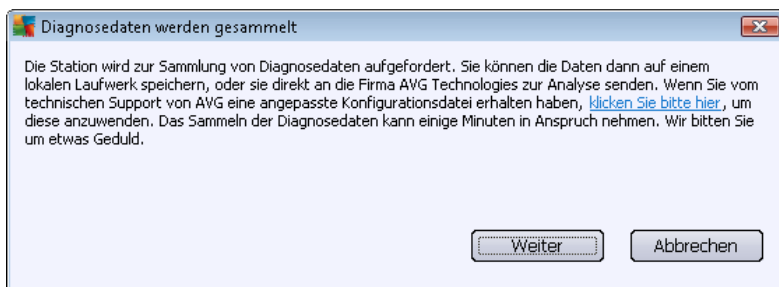 Diagnosedaten werden gesammelt
Die Station wird zur Sammlung von Diagnosedaten aufgefordert. Sie können die Daten dann auf einem
lokalen Laufwerk speichern, oder sie direkt an die Firma AVG Technologies zur Analyse senden. Wenn Sie vom
technischen Support von AVG eine angepasste Konfigurationsdatei erhalten haben, klicken Sie bitte hier, um
diese anzuwenden. Das Sammeln der Diagnosedaten kann einige Minuten in Anspruch nehmen. Wir bitten Sie
um etwas Geduld.
Weiter
Abbrechen